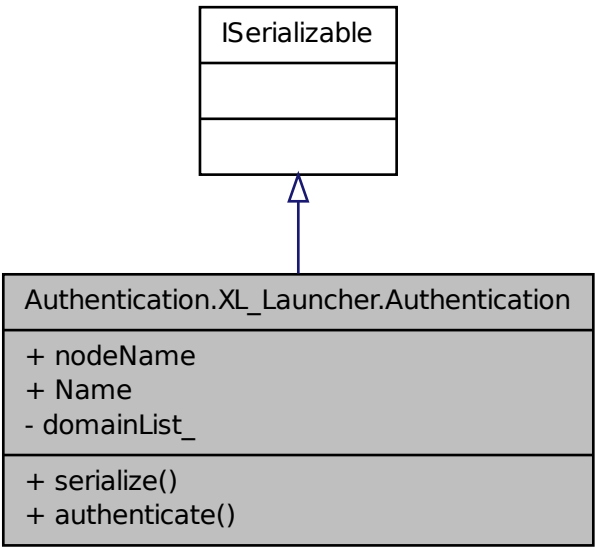 ISerializable
Authentication.XL_Launcher.Authentication
+ nodeName
+ Name
- domainList_
+ serialize()
+ authenticate()